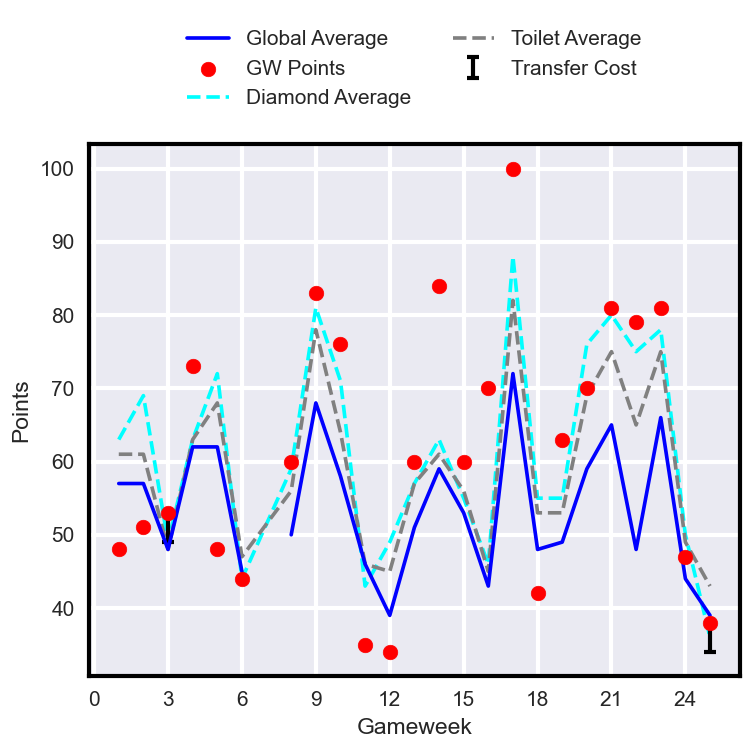 Global Average
GW Points
Diamond Average
Toilet Average
Transfer Cost
100
90
80
70
60
50
40
Points
0 3 6 9 12 15 18 21 24
Gameweek